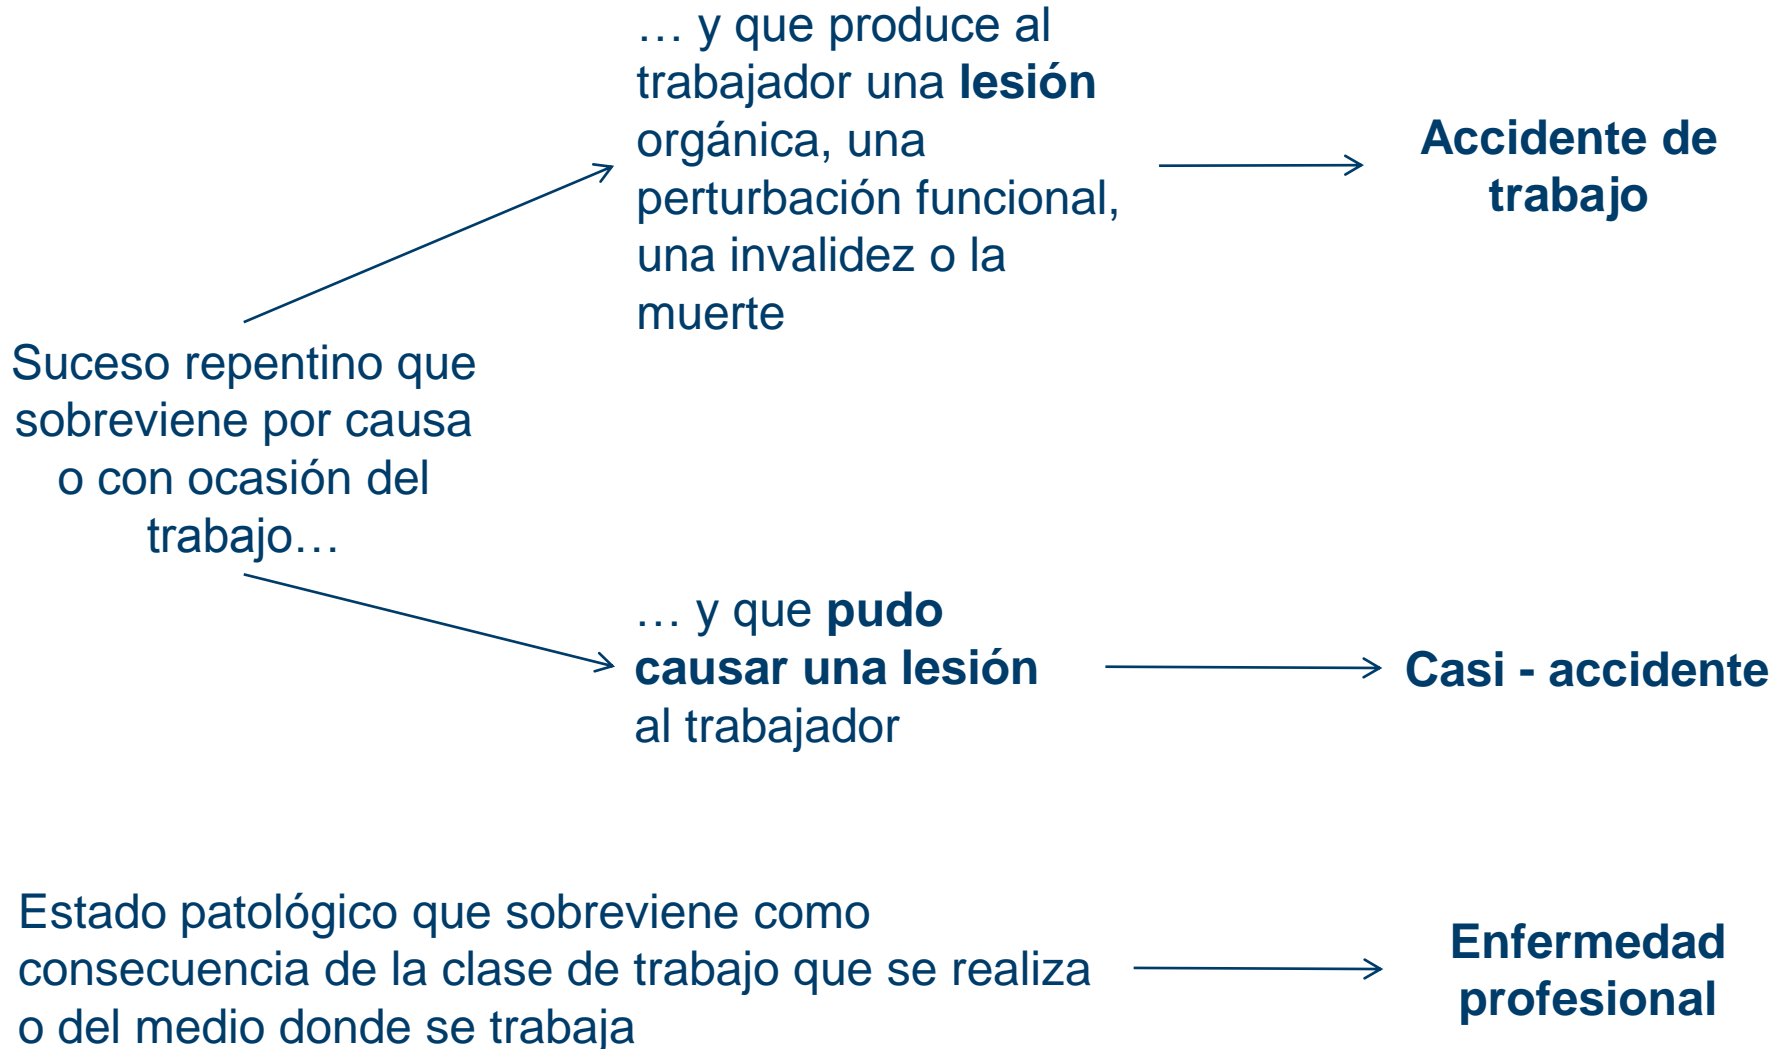 … y que produce al
trabajador una lesión
orgánica, una
perturbación funcional,
una invalidez o la
muerte
Accidente de
trabajo
Suceso repentino que
sobreviene por causa
o con ocasión del
trabajo…
… y que pudo
causar una lesión
al trabajador
Casi - accidente
Estado patológico que sobreviene como
consecuencia de la clase de trabajo que se realiza
o del medio donde se trabaja
Enfermedad
profesional